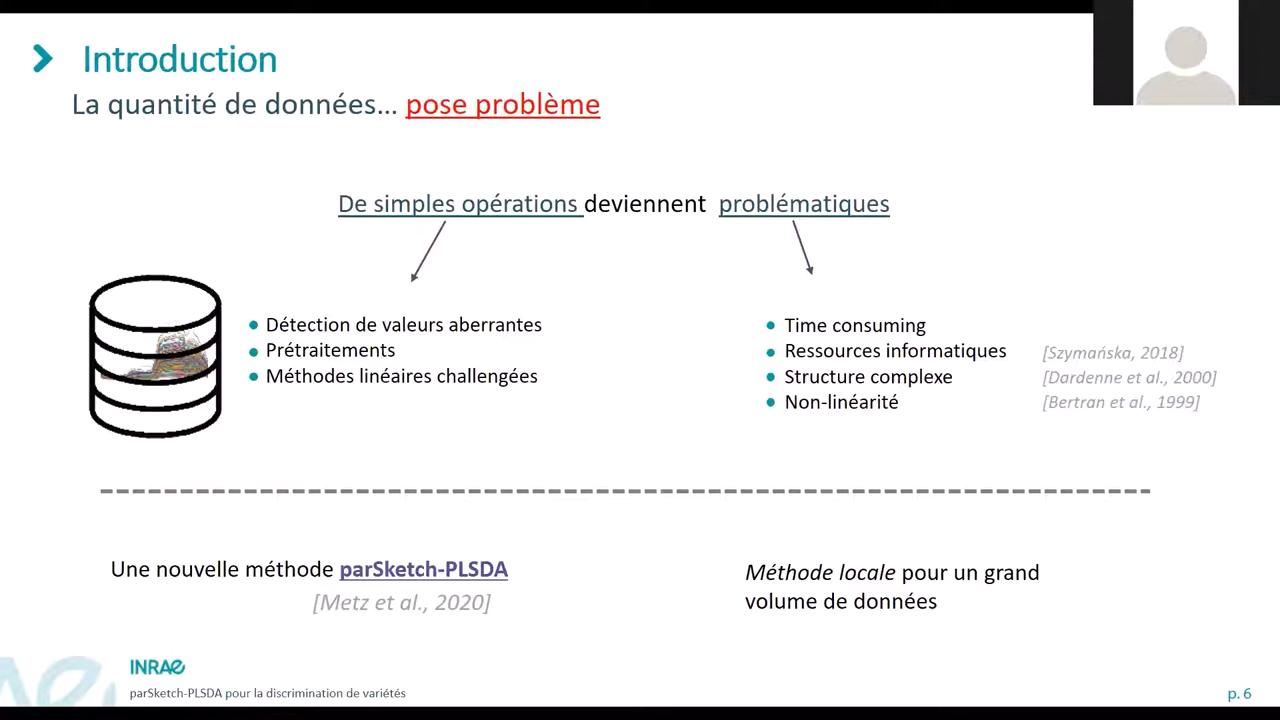 Introduction
La quantité de données... pose problème
De simples opérations deviennent problématiques
Détection de valeurs aberrantes
Prétraitements
Méthodes linéaires challengées
Time consuming
Ressources informatiques
Structure complexe
Non-linéarité
[Szymańska, 2018]
[Dardenne et al., 2000]
[Bertran et al., 1999]
Une nouvelle méthode parSketch-PLSDA
[Metz et al., 2020]
Méthode locale pour un grand
volume de données
INRAE
parSketch-PLSDA pour la discrimination de variétés
p. 6